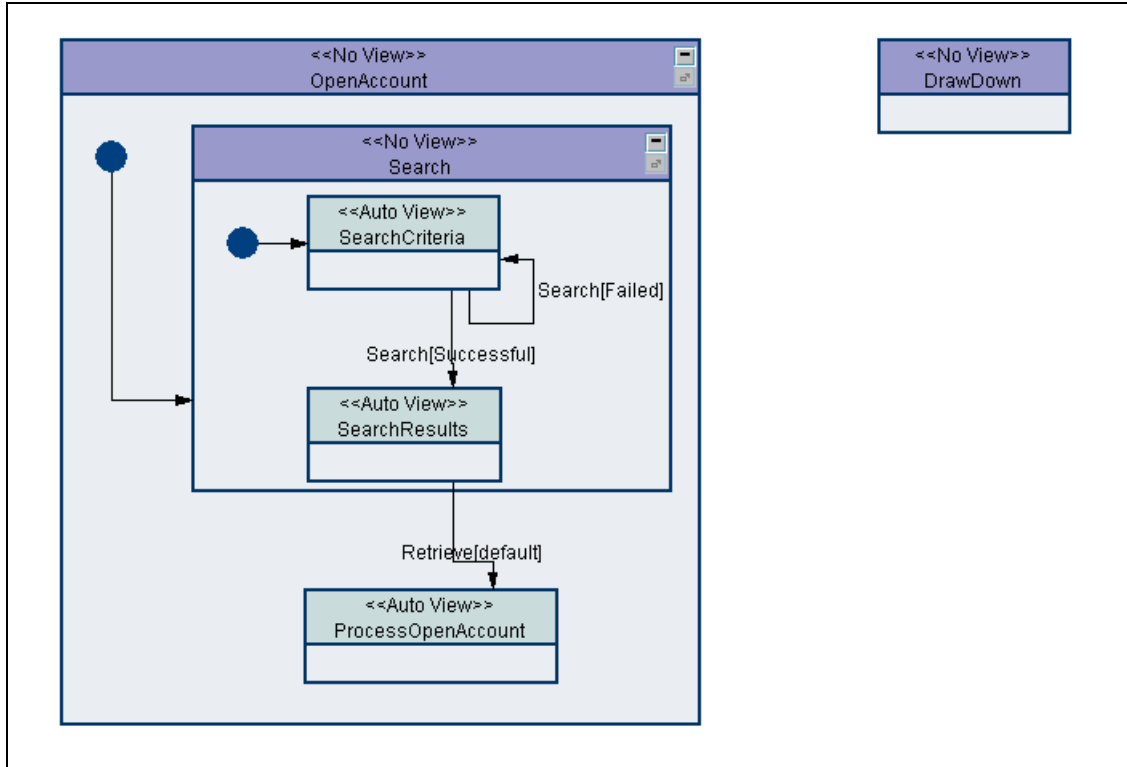 <<No View>>
OpenAccount
<<No View>>
DrawDown
<<No View>>
Search
<<Auto View>>
SearchCriteria
Search[Failed]
Search[Successful]
<<Auto View>>
SearchResults
Retrieve[default]
<<Auto View>>
ProcessOpenAccount